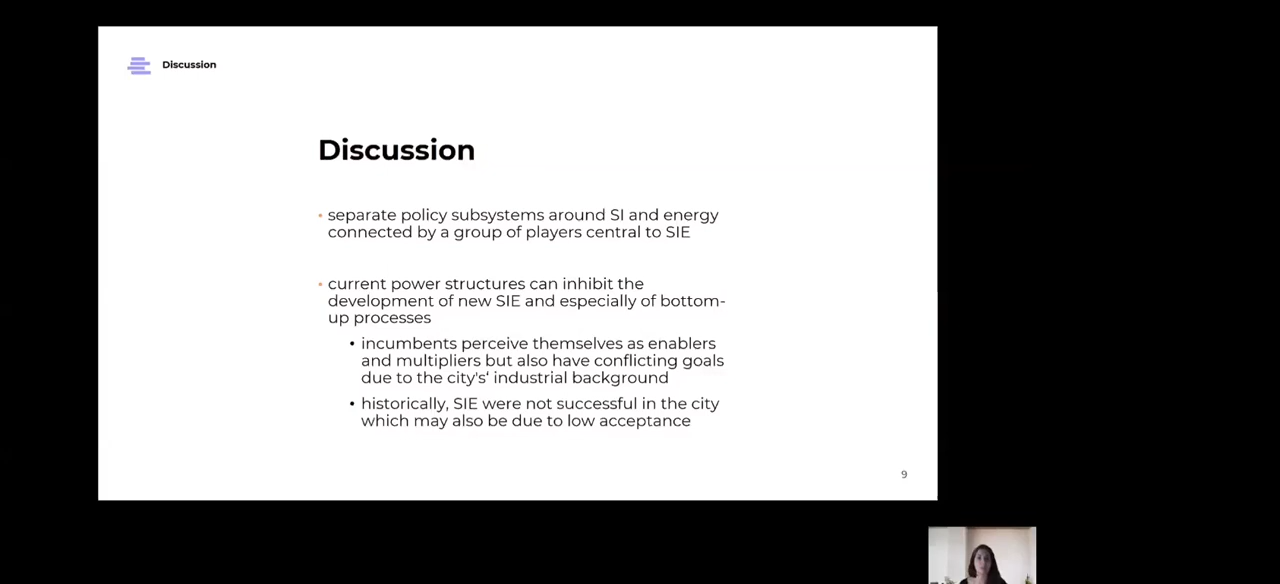 Discussion
Discussion
• separate policy subsystems around SI and energy
connected by a group of players central to SIE
• current power structures can inhibit the
development of new SIE and especially of bottom-
up processes
• incumbents perceive themselves as enablers
and multipliers but also have conflicting goals
due to the city's‘ industrial background
• historically, SIE were not successful in the city
which may also be due to low acceptance
9